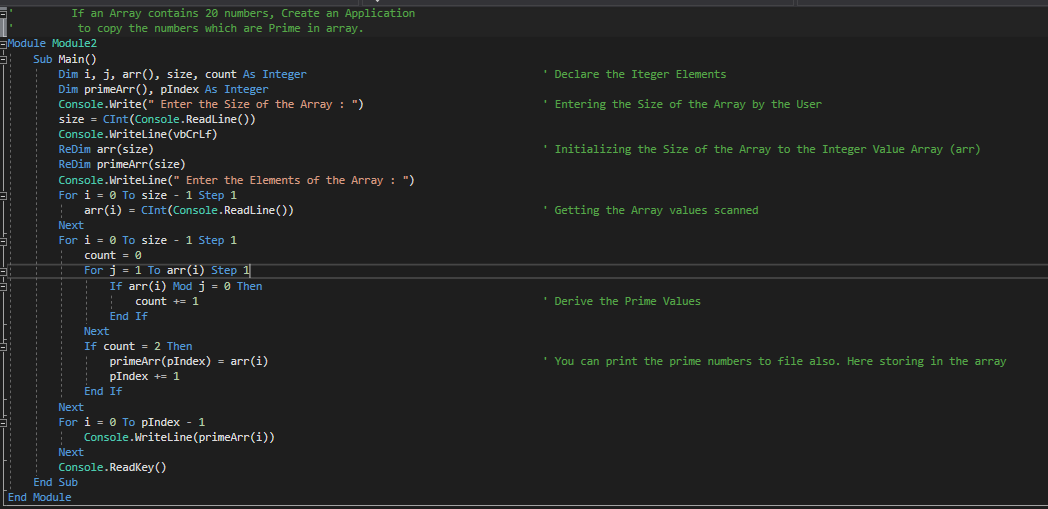 '         If an Array contains 20 numbers, Create an Application
'          to copy the numbers which are Prime in array.
Module Module2
    Sub Main()
        Dim i, j, arr(), size, count As Integer                                     ' Declare the Iteger Elements
        Dim primeArr(), pIndex As Integer
        Console.Write(" Enter the Size of the Array : ")                            ' Entering the Size of the Array by the User
        size = CInt(Console.ReadLine())
        Console.WriteLine(vbCrLf)
        ReDim arr(size)                                                             ' Initializing the Size of the Array to the Integer Value Array (arr)
        ReDim primeArr(size)
        Console.WriteLine(" Enter the Elements of the Array : ")
        For i = 0 To size - 1 Step 1
            arr(i) = CInt(Console.ReadLine())                                       ' Getting the Array values scanned
        Next
        For i = 0 To size - 1 Step 1
            count = 0
            For j = 1 To arr(i) Step 1
                If arr(i) Mod j = 0 Then
                    count += 1                                                      ' Derive the Prime Values
                End If
            Next
            If count = 2 Then
                primeArr(pIndex) = arr(i)                                           ' You can print the prime numbers to file also. Here storing in the array
                pIndex += 1
            End If
        Next
        For i = 0 To pIndex - 1
            Console.WriteLine(primeArr(i))
        Next
        Console.ReadKey()
    End Sub
End Module